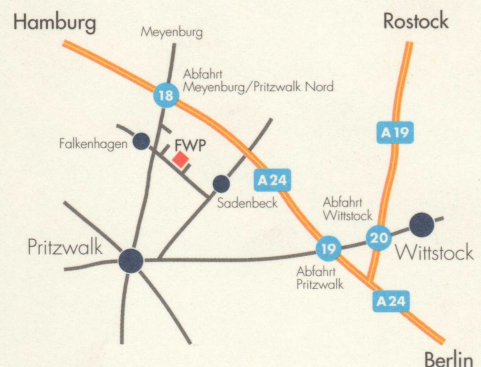 Hamburg
Rostock
Meyenburg
Abfahrt
Meyenburg/Pritzwalk Nord
18
A 19
Falkenhagen
FWP
A 24
Sadenbeck
Abfahrt
Wittstock
Pritzwalk
19
20
Wittstock
Abfahrt
Pritzwalk
A 24
Berlin